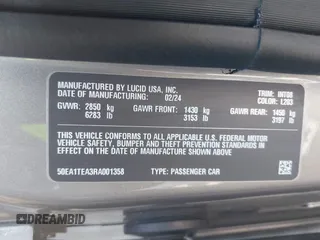 MANUFACTURED BY LUCID USA, INC.
DATE OF MANUFACTURING: 02/24
TRIM: INT09
COLOR: L203
GVWR: 2850 kg GAWR FRONT: 1430 kg GAWR REAR: 1450 kg
6283 lb 3153 lb 3197 lb
THIS VEHICLE CONFORMS TO ALL APPLICABLE U.S. FEDERAL MOTOR
VEHICLE SAFETY, BUMPER, AND THEFT PREVENTION STANDARDS IN
EFFECT ON THE DATE OF MANUFACTURE SHOWN ABOVE.
50EA1TEA3RA001358 TYPE: PASSENGER CAR
DREAMBID